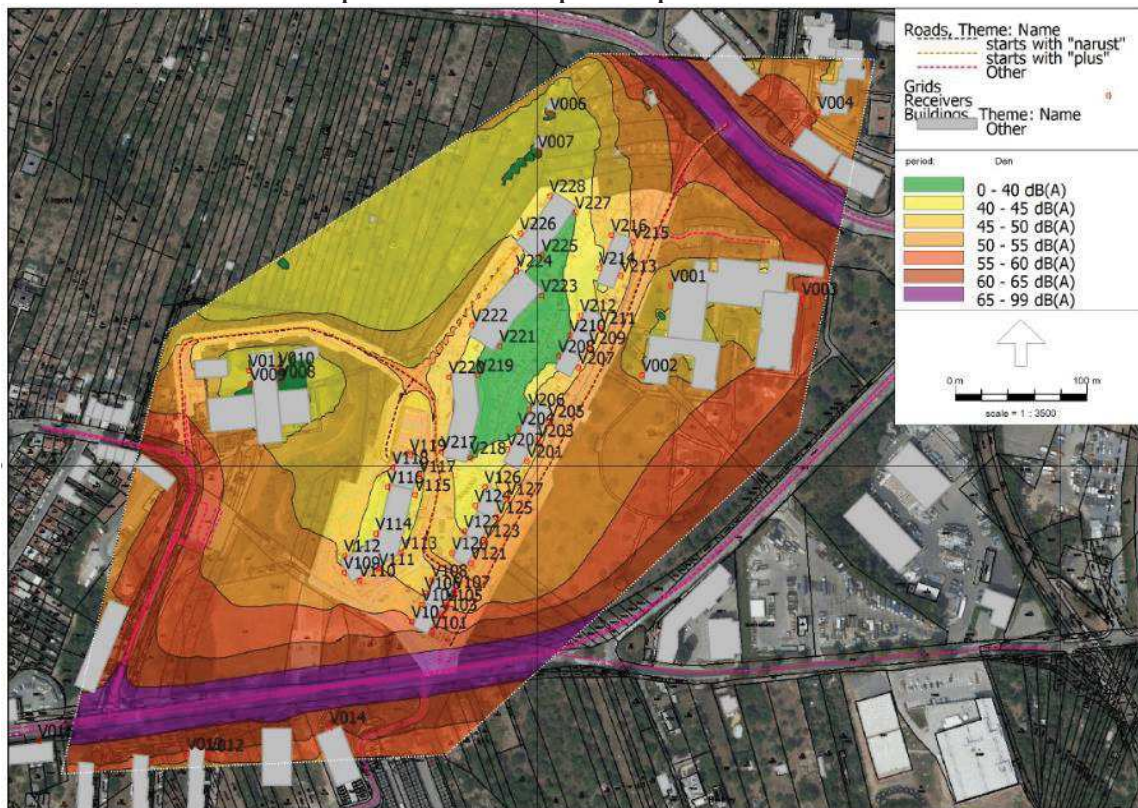 Roads, Theme: Name
starts with "narust"
starts with "plus"
Other
Grids
Receivers
Buildings, Theme: Name
Other
period: Den
0 - 40 dB(A)
40 - 45 dB(A)
45 - 50 dB(A)
50 - 55 dB(A)
55 - 60 dB(A)
60 - 65 dB(A)
65 - 99 dB(A)
0 m 100 m
scale = 1 : 3500
V006
V004
V007
V228
V227
V226
V216
V215
V225
V224
V214
V213
V001
V003
V223
V212
V211
V222
V210
V209
V221
V208
V207
V011
V010
V009
V008
V220
V219
V002
V206
V205
V204
V203
V202
V217
V218
V201
V119
V118
V117
V116
V115
V126
V127
V124
V125
V114
V122
V123
V113
V112
V120
V121
V111
V109
V110
V107
V105
V103
V102
V101
V014
V012